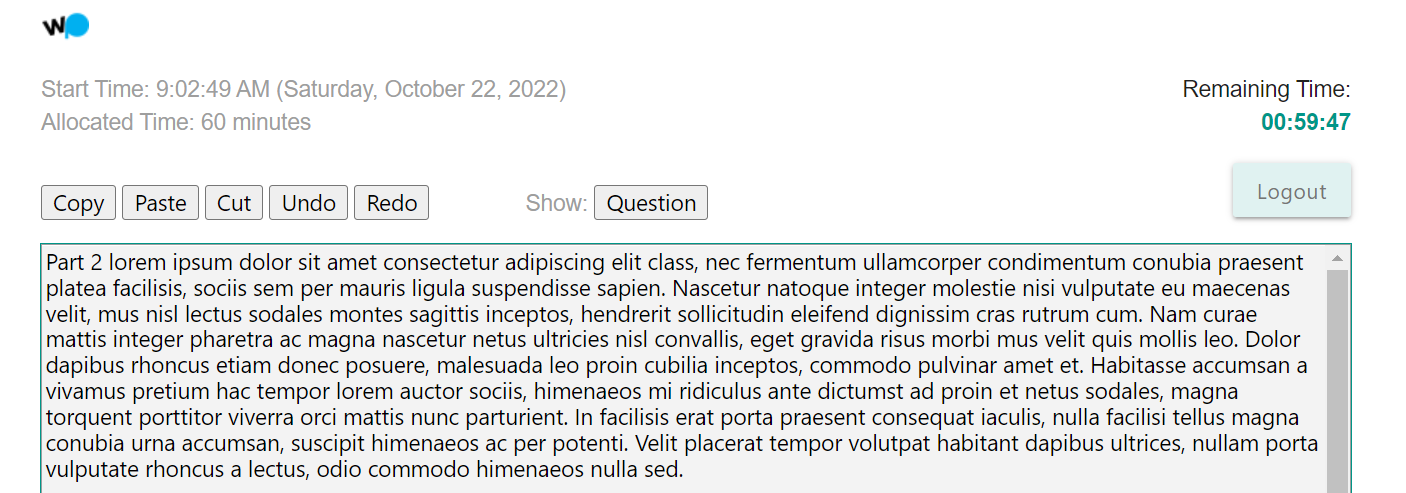 wp
Start Time: 9:02:49 AM (Saturday, October 22, 2022)
Allocated Time: 60 minutes
Remaining Time:
00:59:47
Copy Paste Cut Undo Redo Show: Question
Logout
Part 2 lorem ipsum dolor sit amet consectetur adipiscing elit class, nec fermentum ullamcorper condimentum conubia praesent
platea facilisis, sociis sem per mauris ligula suspendisse sapien. Nascetur natoque integer molestie nisi vulputate eu maecenas
velit, mus nisl lectus sodales montes sagittis inceptos, hendrerit sollicitudin eleifend dignissim cras rutrum cum. Nam curae
mattis integer pharetra ac magna nascetur netus ultricies nisl convallis, eget gravida risus morbi mus velit quis mollis leo. Dolor
dapibus rhoncus etiam donec posuere, malesuada leo proin cubilia inceptos, commodo pulvinar amet et. Habitasse accumsan a
vivamus pretium hac tempor lorem auctor sociis, himenaeos mi ridiculus ante dictumst ad proin et netus sodales, magna
torquent porttitor viverra orci mattis nunc parturient. In facilisis erat porta praesent consequat iaculis, nulla facilisi tellus magna
conubia urna accumsan, suscipit himenaeos ac per potenti. Velit placerat tempor volutpat habitant dapibus ultrices, nullam porta
vulputate rhoncus a lectus, odio commodo himenaeos nulla sed.